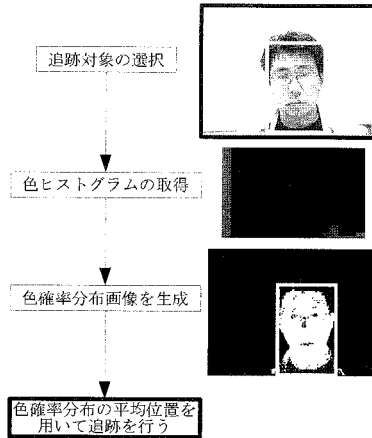 追跡対象の選択
色ヒストグラムの取得
色確率分布画像を生成
色確率分布の平均位置を
用いて追跡を行う